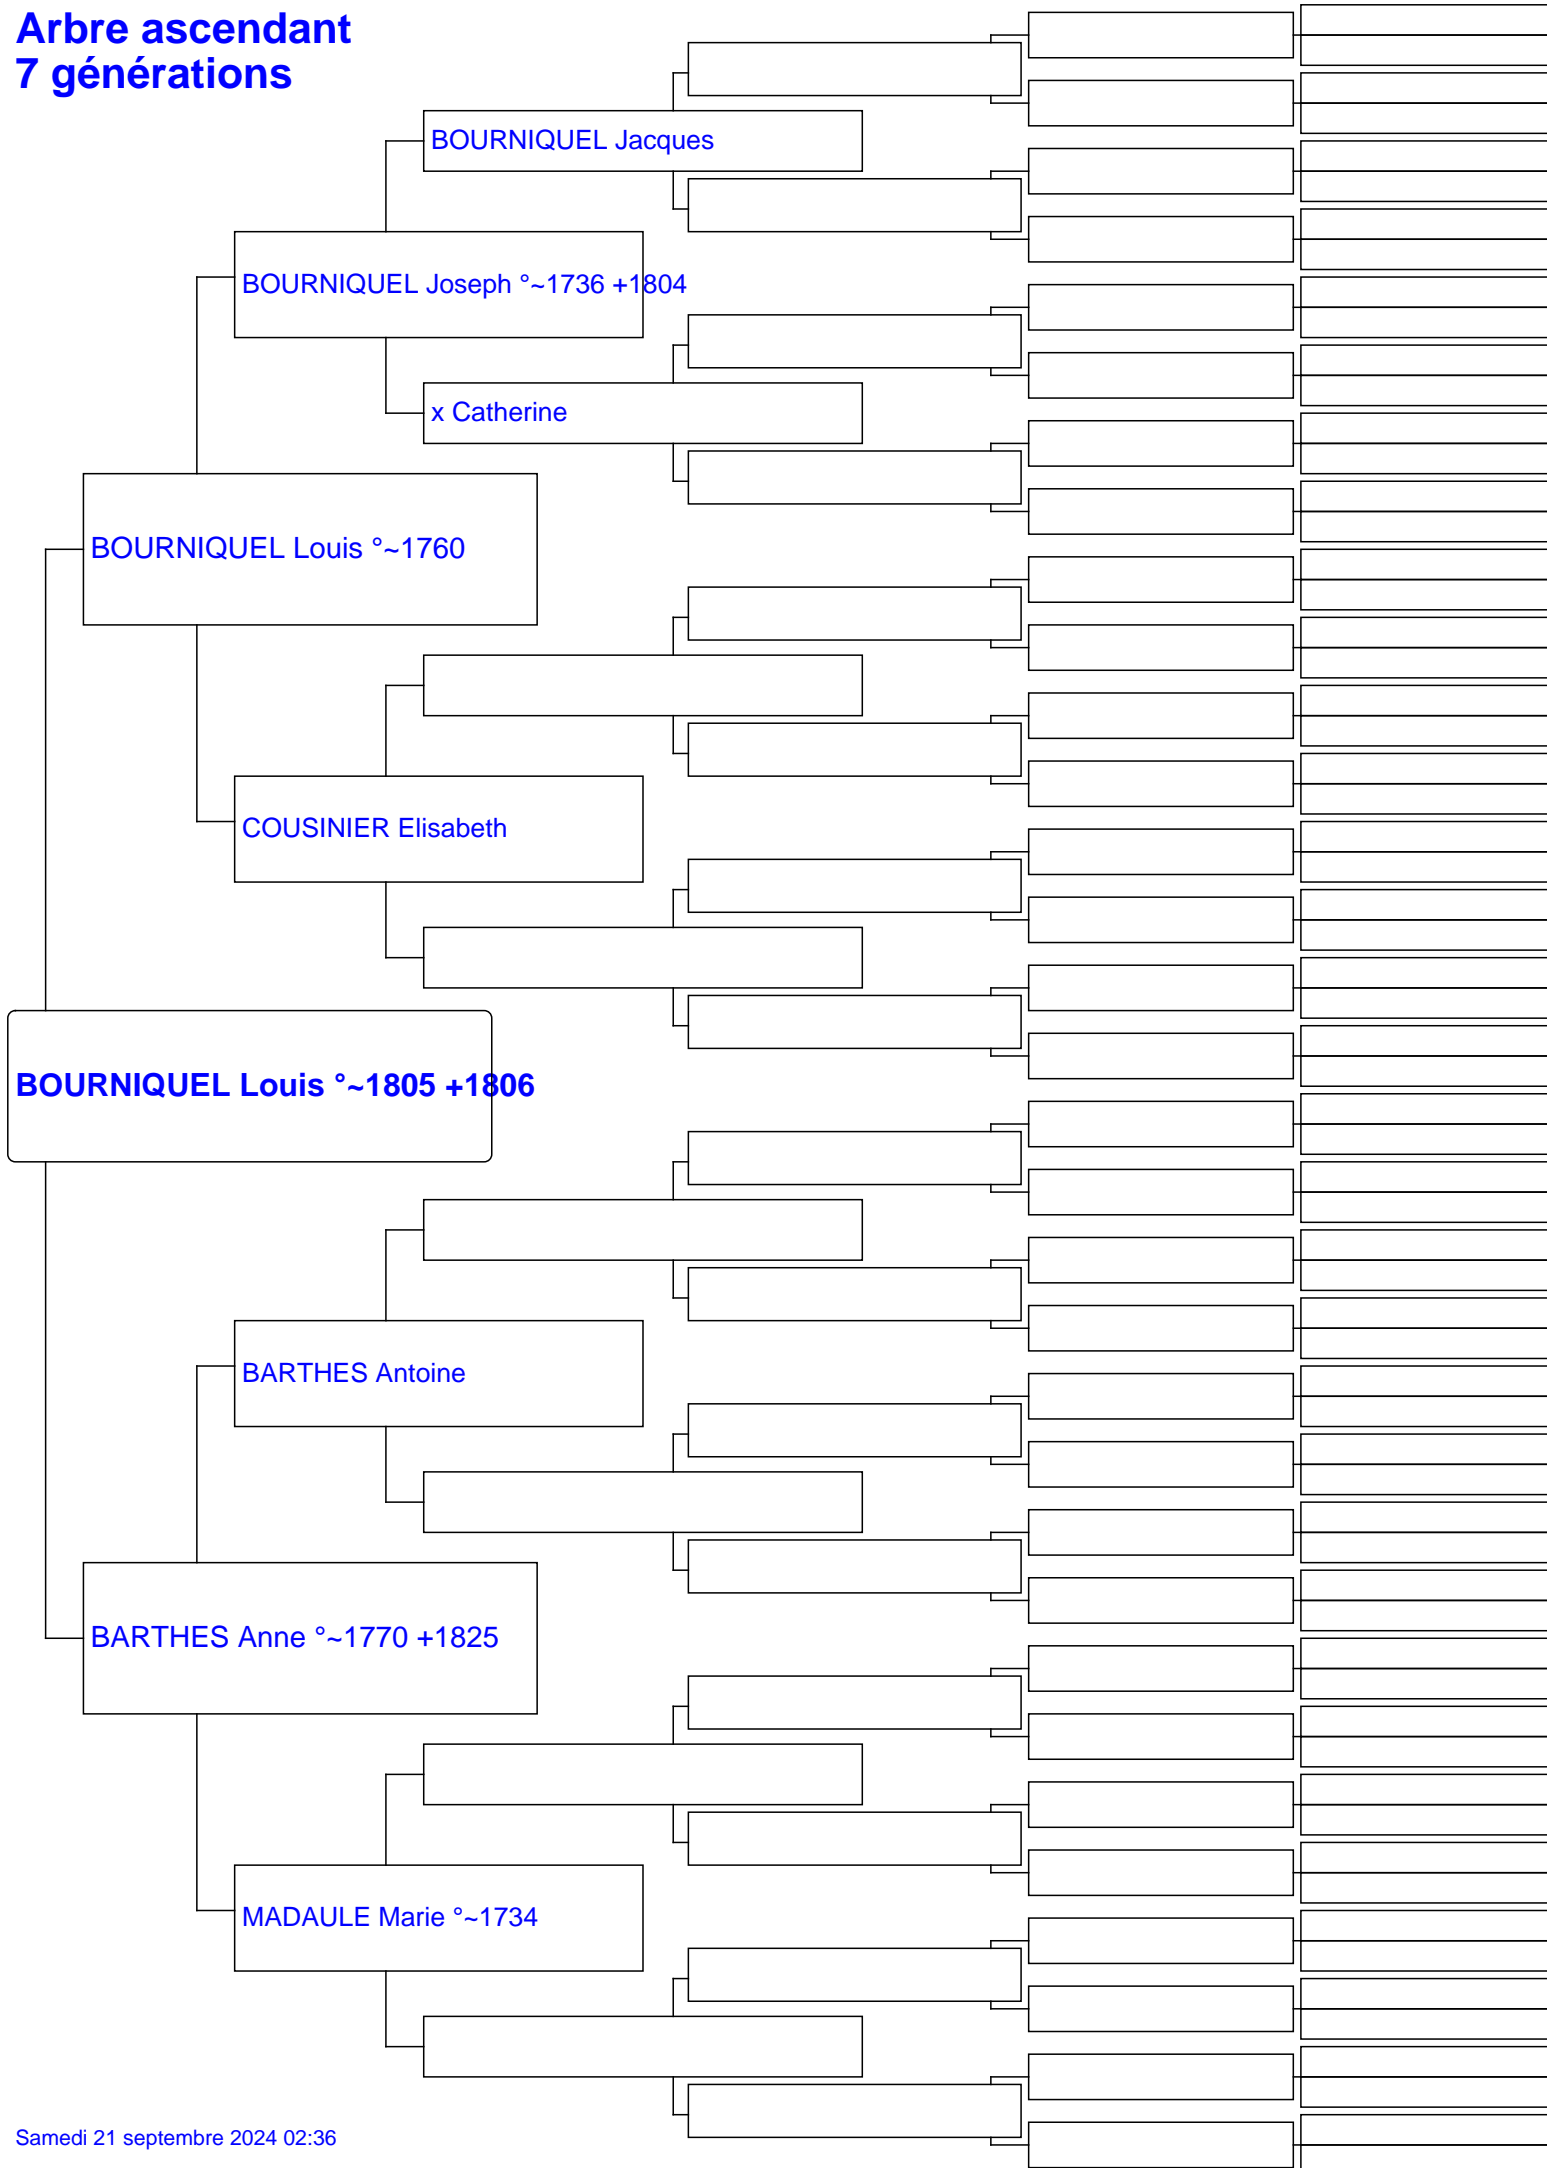 Arbre ascendant
7 générations
BOURNIQUEL Jacques
BOURNIQUEL Joseph °~1736 +1804
x Catherine
BOURNIQUEL Louis °~1760
COUSINIER Elisabeth
BOURNIQUEL Louis °~1805 +1806
BARTHES Antoine
BARTHES Anne °~1770 +1825
MADAULE Marie °~1734
Samedi 21 septembre 2024 02:36